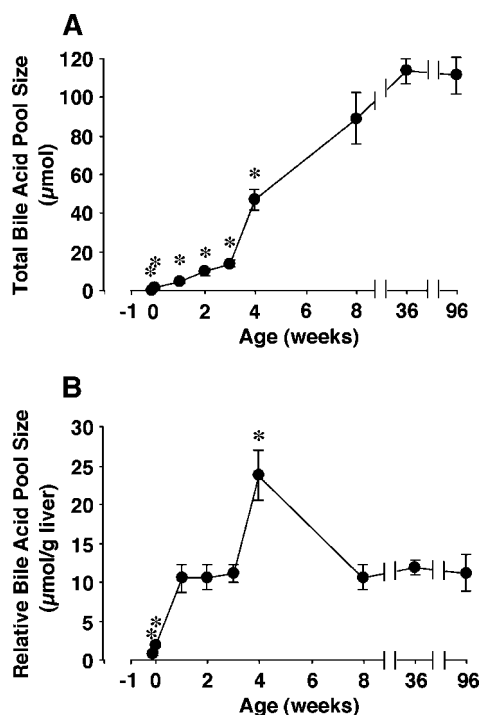 A
Total Bile Acid Pool Size
(µmol)
120
100
80
60
40
20
0
* * * * * *
-1 0 2 4 6 8 36 96
Age (weeks)
B
Relative Bile Acid Pool Size
(µmol/g liver)
30
25
20
15
10
5
0
* * *
-1 0 2 4 6 8 36 96
Age (weeks)